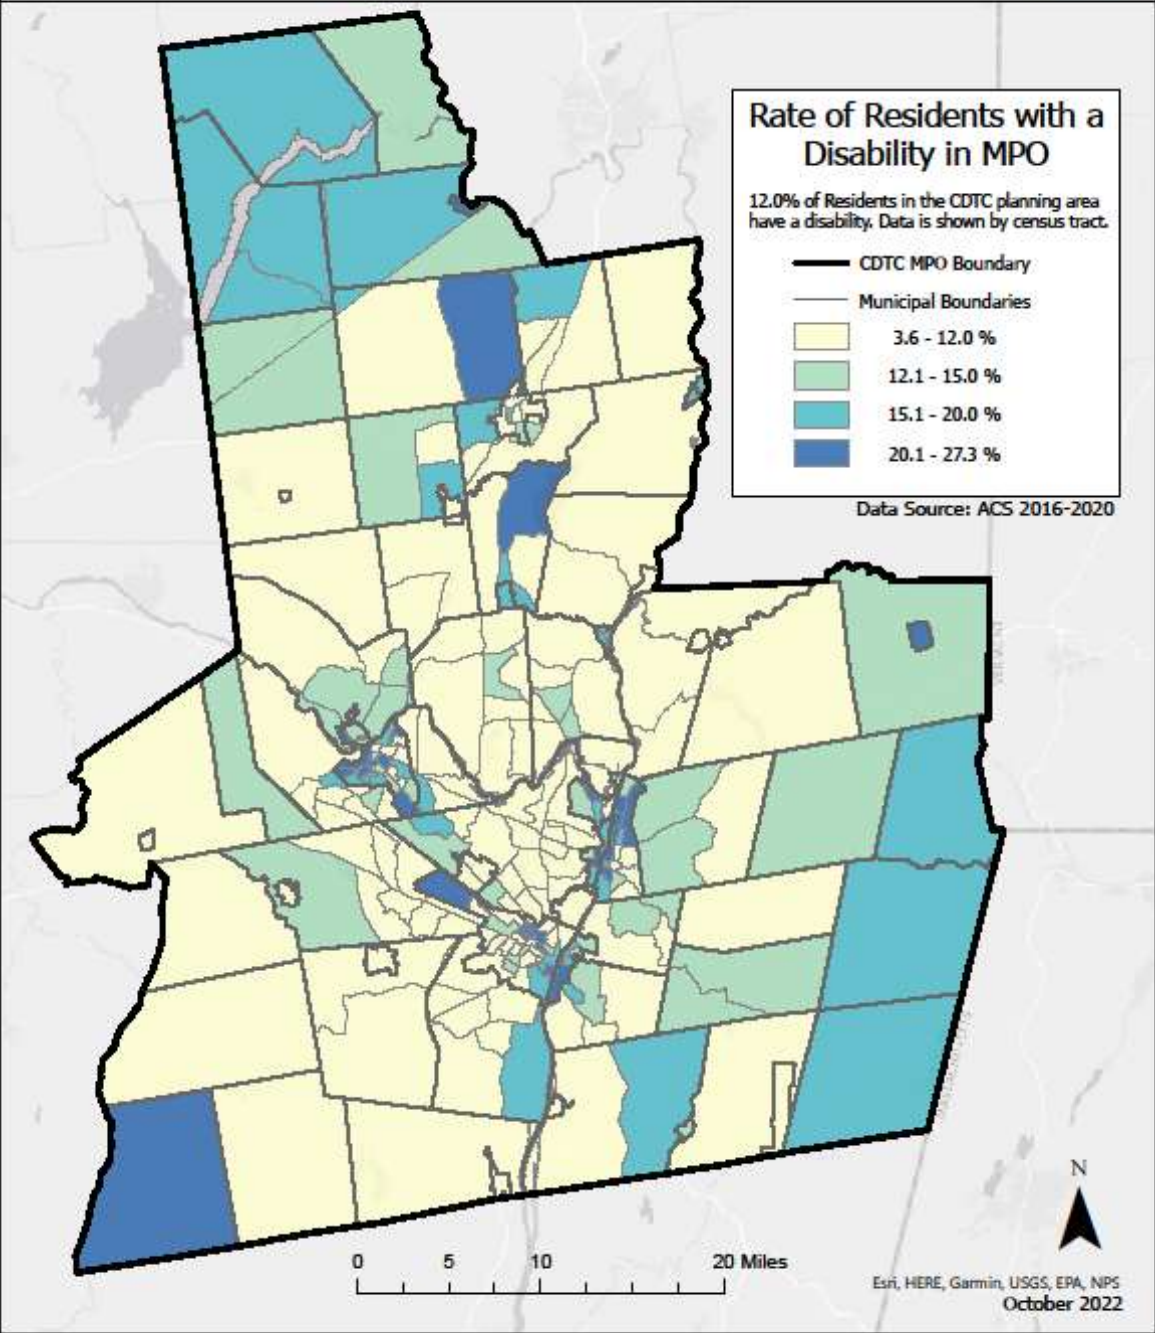 Rate of Residents with a
Disability in MPO
12.0% of Residents in the CDTC planning area
have a disability. Data is shown by census tract.
CDTC MPO Boundary
Municipal Boundaries
3.6 - 12.0 %
12.1 - 15.0 %
15.1 - 20.0 %
20.1 - 27.3 %
Data Source: ACS 2016-2020
N
0 5 10 20 Miles
Esri, HERE, Garmin, USGS, EPA, NPS
October 2022